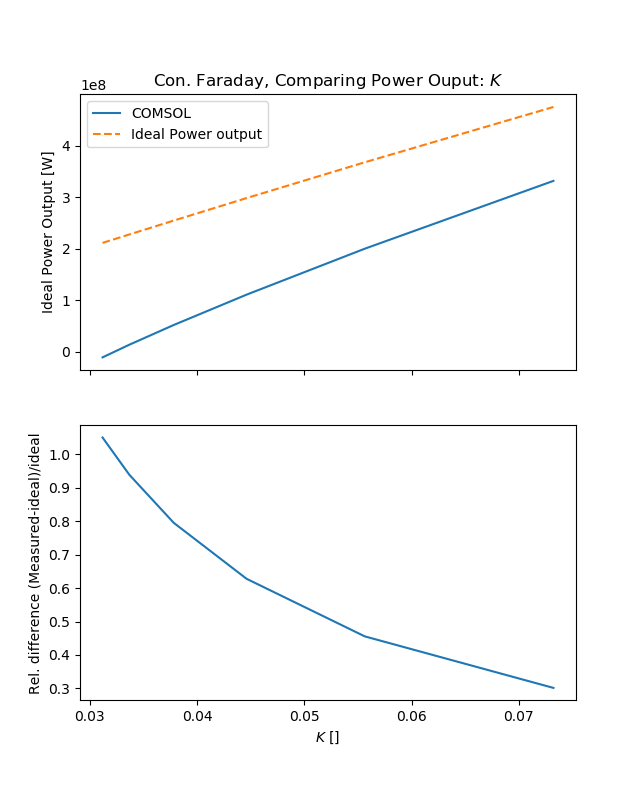 Con. Faraday, Comparing Power Ouput: K
1e8
COMSOL
Ideal Power output
Ideal Power Output [W]
4
3
2
1
0
Rel. difference (Measured-ideal)/ideal
1.0
0.9
0.8
0.7
0.6
0.5
0.4
0.3
0.03 0.04 0.05 0.06 0.07
K []